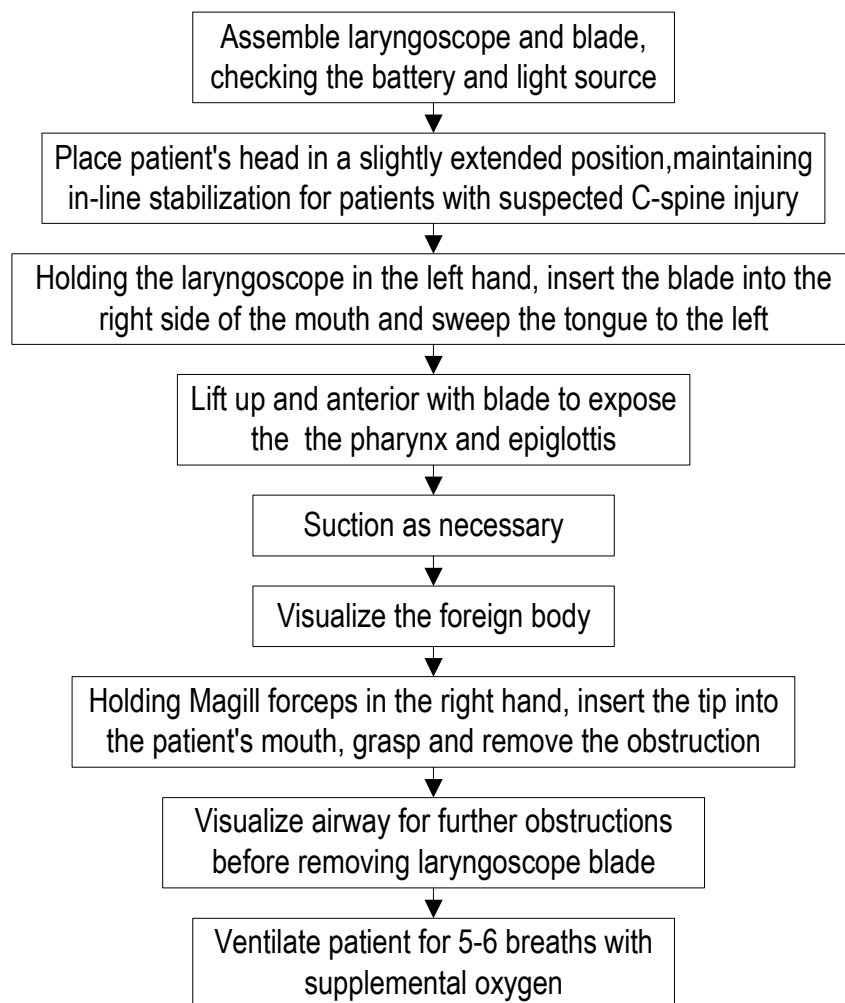 Assemble laryngoscope and blade,
checking the battery and light source
Place patient's head in a slightly extended position,maintaining
in-line stabilization for patients with suspected C-spine injury
Holding the laryngoscope in the left hand, insert the blade into the
right side of the mouth and sweep the tongue to the left
Lift up and anterior with blade to expose
the the pharynx and epiglottis
Suction as necessary
Visualize the foreign body
Holding Magill forceps in the right hand, insert the tip into
the patient's mouth, grasp and remove the obstruction
Visualize airway for further obstructions
before removing laryngoscope blade
Ventilate patient for 5-6 breaths with
supplemental oxygen